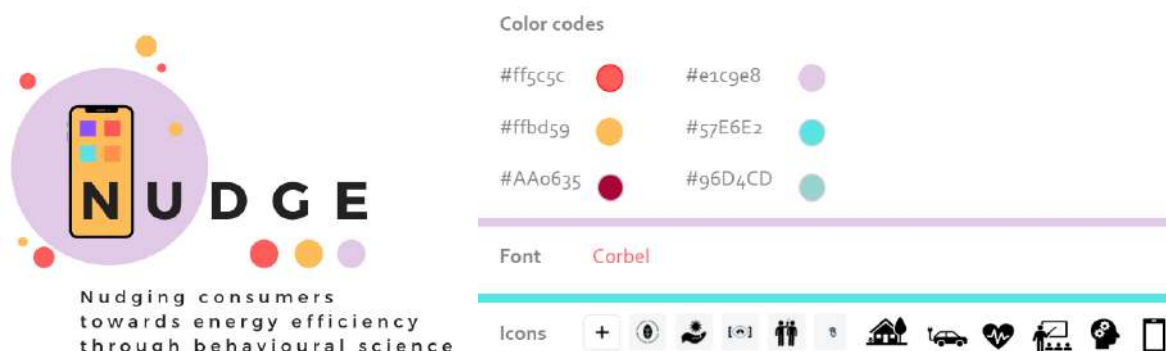 NUDGE
Nudging consumers
towards energy efficiency
through behavioural science
Color codes
#ff5c5c #e1c9e8
#ffbd59 #57E6E2
#AA0635 #96D4CD
Font Corbel
Icons